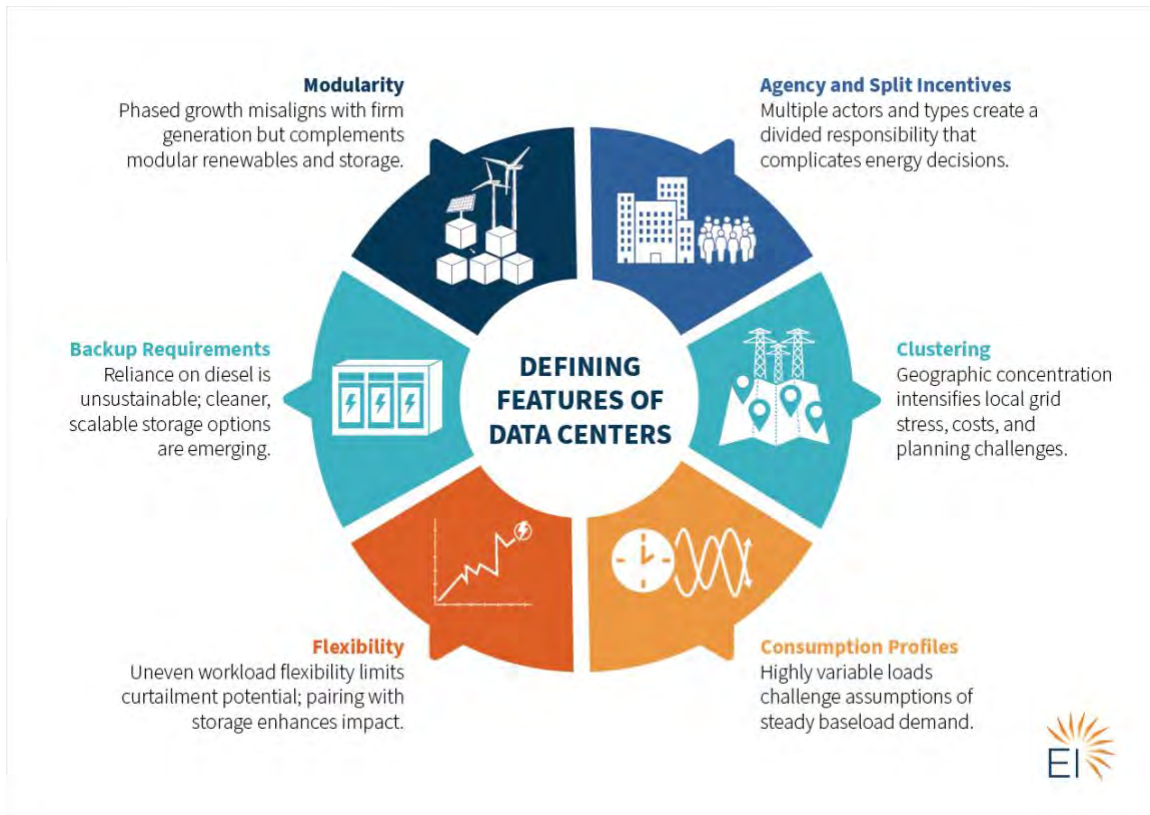 Modularity
Phased growth misaligns with firm
generation but complements
modular renewables and storage.
Agency and Split Incentives
Multiple actors and types create a
divided responsibility that
complicates energy decisions.
Backup Requirements
Reliance on diesel is
unsustainable; cleaner,
scalable storage options
are emerging.
DEFINING
FEATURES OF
DATA CENTERS
Clustering
Geographic concentration
intensifies local grid
stress, costs, and
planning challenges.
Flexibility
Uneven workload flexibility limits
curtailment potential; pairing with
storage enhances impact.
Consumption Profiles
Highly variable loads
challenge assumptions of
steady baseload demand.
EI